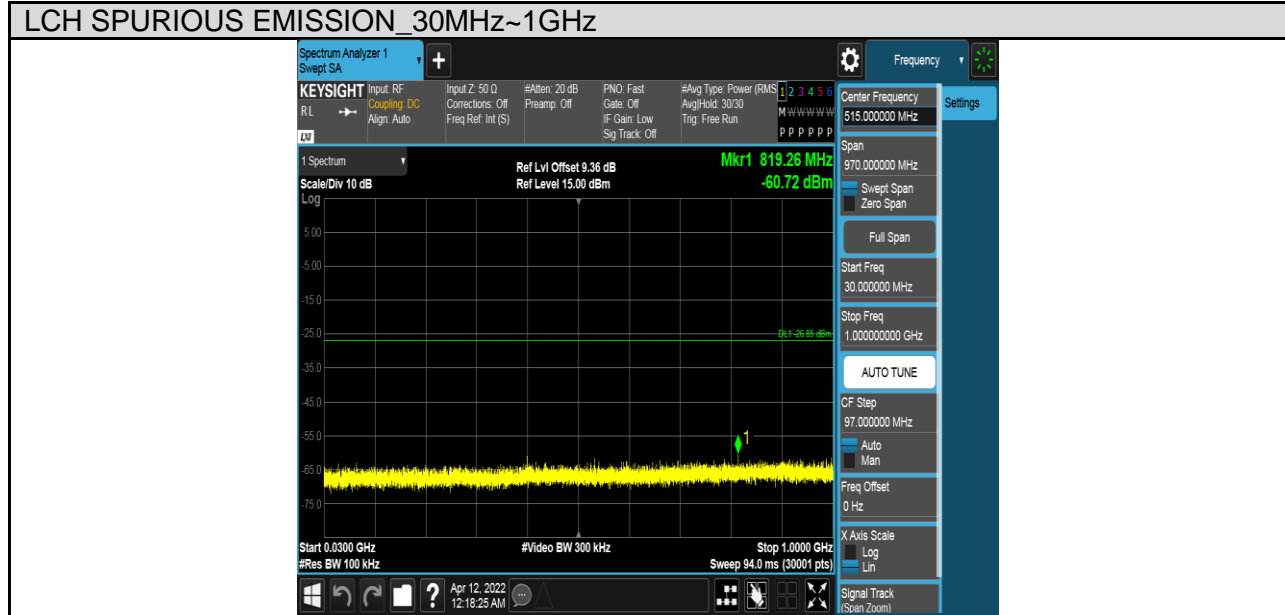 LCH SPURIOUS EMISSION_30MHz~1GHz
Spectrum Analyzer 1
Swept SA
+
Frequency
KEYSIGHT
RL
LXI
Input: RF
Coupling: DC
Align: Auto
Input Z: 50 Ω
Corrections: Off
Freq Ref: Int (S)
#Atten: 20 dB
Preamp: Off
PNO: Fast
Gate: Off
IF Gain: Low
Sig Track: Off
#Avg Type: Power (RMS
Avg|Hold: 30/30
Trig: Free Run
1 2 3 4 5 6
M W W W W W
P P P P P P
1 Spectrum
Scale/Div 10 dB
Ref Lvl Offset 9.36 dB
Ref Level 15.00 dBm
Mkr1 819.26 MHz
-60.72 dBm
Log
5.00
-5.00
-15.0
-25.0
DL1 -26.85 dBm
-35.0
-45.0
-55.0
1
-65.0
-75.0
Start 0.0300 GHz
#Res BW 100 kHz
#Video BW 300 kHz
Stop 1.0000 GHz
Sweep 94.0 ms (30001 pts)
?
Apr 12, 2022
12:18:25 AM
Center Frequency
515.000000 MHz
Settings
Span
970.000000 MHz
Swept Span
Zero Span
Full Span
Start Freq
30.000000 MHz
Stop Freq
1.000000000 GHz
AUTO TUNE
CF Step
97.000000 MHz
Auto
Man
Freq Offset
0 Hz
X Axis Scale
Log
Lin
Signal Track
(Span Zoom)